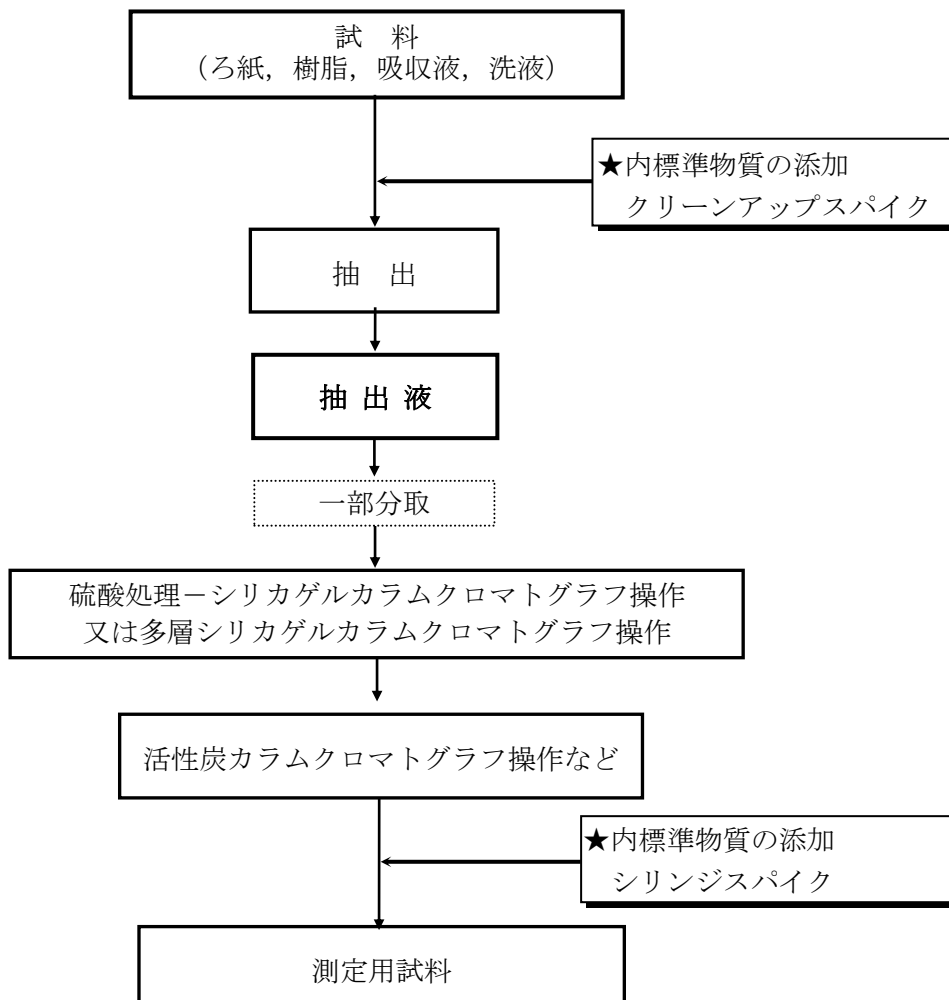 試　料
（ろ紙，樹脂，吸収液，洗液）
★内標準物質の添加
クリーンアップスパイク
抽　出
抽 出 液
一部分取
硫酸処理－シリカゲルカラムクロマトグラフ操作
又は多層シリカゲルカラムクロマトグラフ操作
活性炭カラムクロマトグラフ操作など
★内標準物質の添加
シリンジスパイク
測定用試料